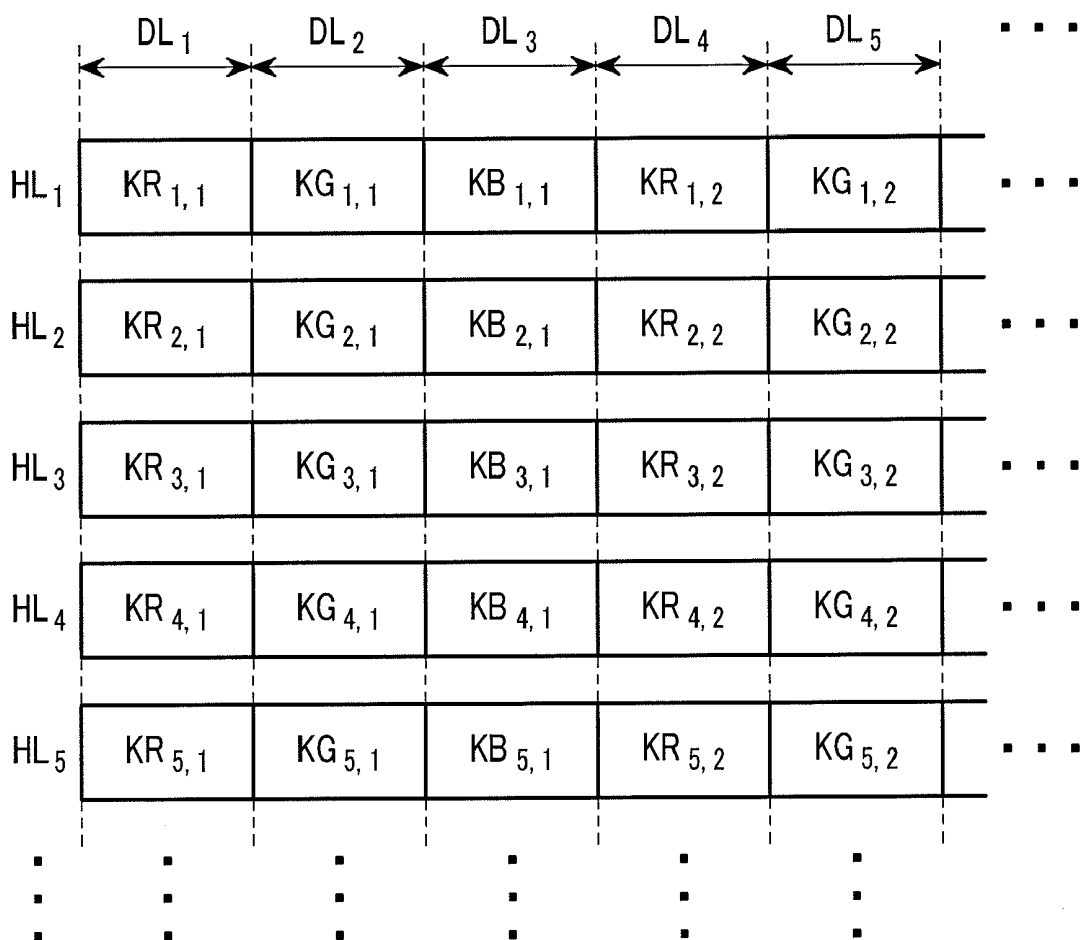 DL₁ DL₂ DL₃ DL₄ DL₅ ▪ ▪ ▪
HL₁ KR₁,₁ KG₁,₁ KB₁,₁ KR₁,₂ KG₁,₂ ▪ ▪ ▪
HL₂ KR₂,₁ KG₂,₁ KB₂,₁ KR₂,₂ KG₂,₂ ▪ ▪ ▪
HL₃ KR₃,₁ KG₃,₁ KB₃,₁ KR₃,₂ KG₃,₂ ▪ ▪ ▪
HL₄ KR₄,₁ KG₄,₁ KB₄,₁ KR₄,₂ KG₄,₂ ▪ ▪ ▪
HL₅ KR₅,₁ KG₅,₁ KB₅,₁ KR₅,₂ KG₅,₂ ▪ ▪ ▪